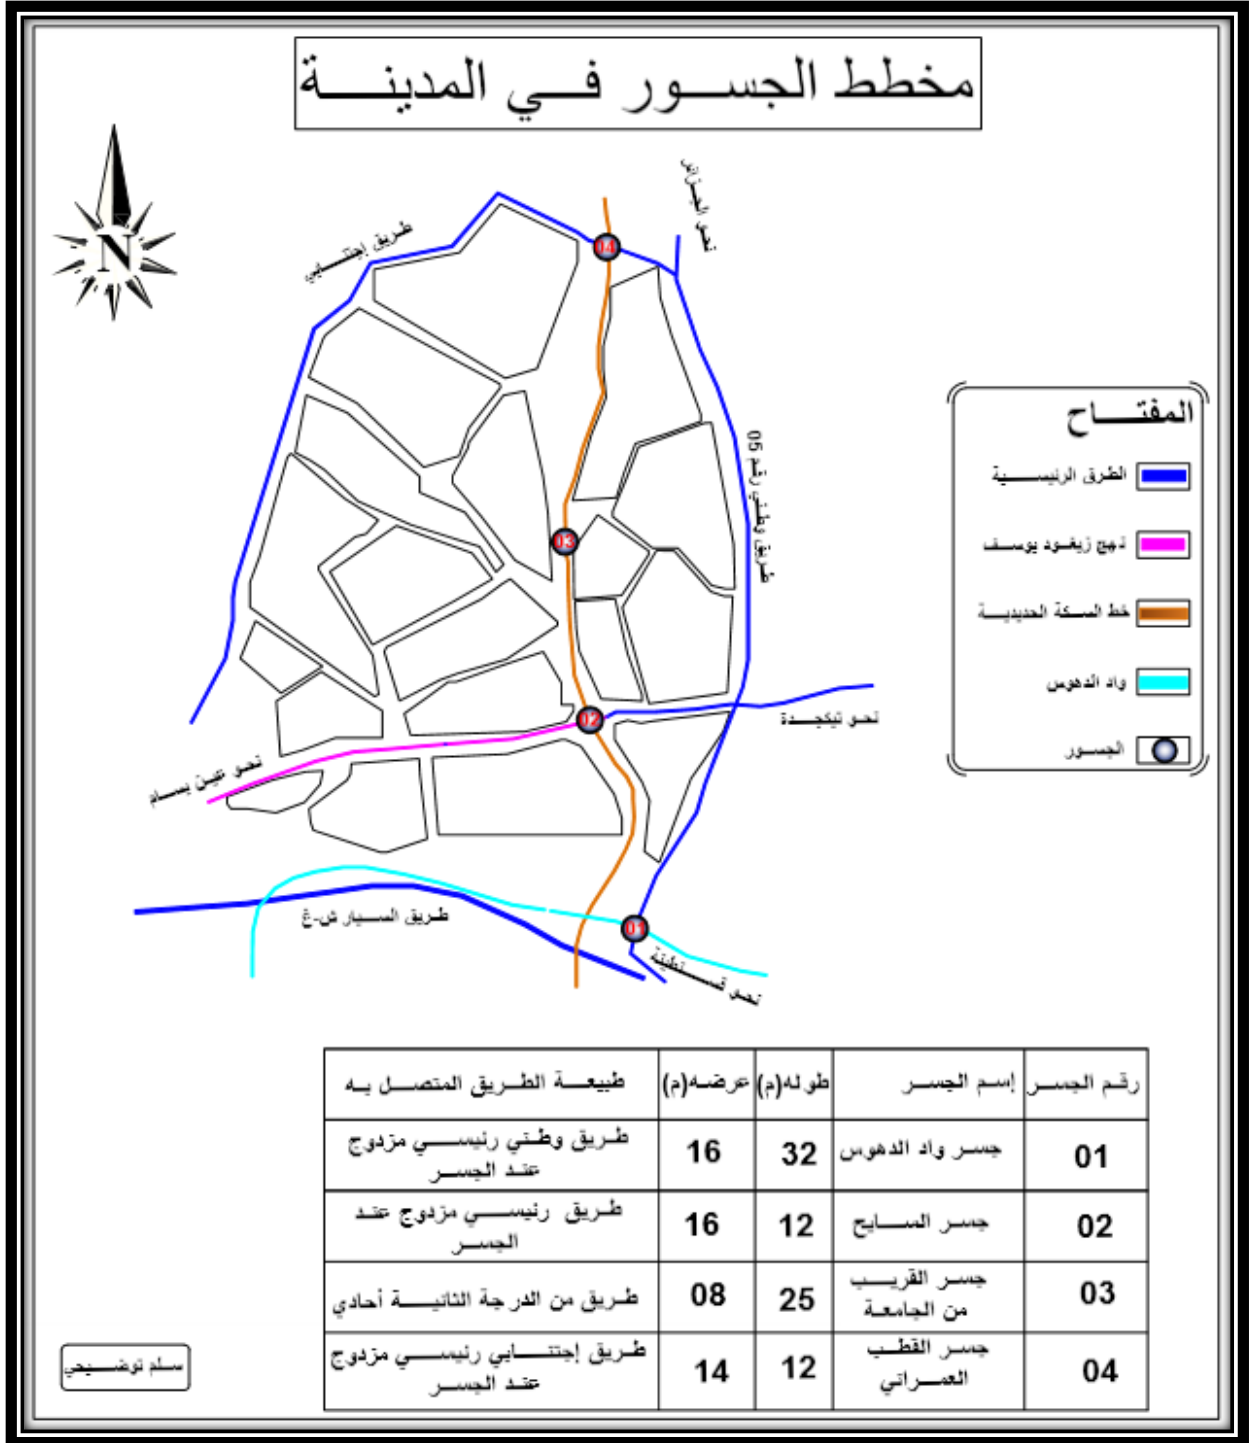 مخطط الجسور في المدينة
نحو الجزائر
طريق إجتنابي
N
04
طريق وطني رقم 05
03
02
نحو تيكجدة
نحو عين بسام
طريق السيار ش-غ
01
نحو قسنطينة
المفتاح
الطرق الرئيسية
نهج زيغود يوسف
خط السكة الحديدية
واد الدهوس
الجسور
رقم الجسر إسم الجسر طوله(م) عرضه(م) طبيعة الطريق المتصل به
01 جسر واد الدهوس 32 16 طريق وطني رئيسي مزدوج
عند الجسر
02 جسر السايح 12 16 طريق رئيسي مزدوج عند
الجسر
03 جسر القريب 25 08 طريق من الدرجة الثانية أحادي
من الجامعة
04 جسر القطب 12 14 طريق إجتنابي رئيسي مزدوج
العمراني عند الجسر
سلم توضيحي